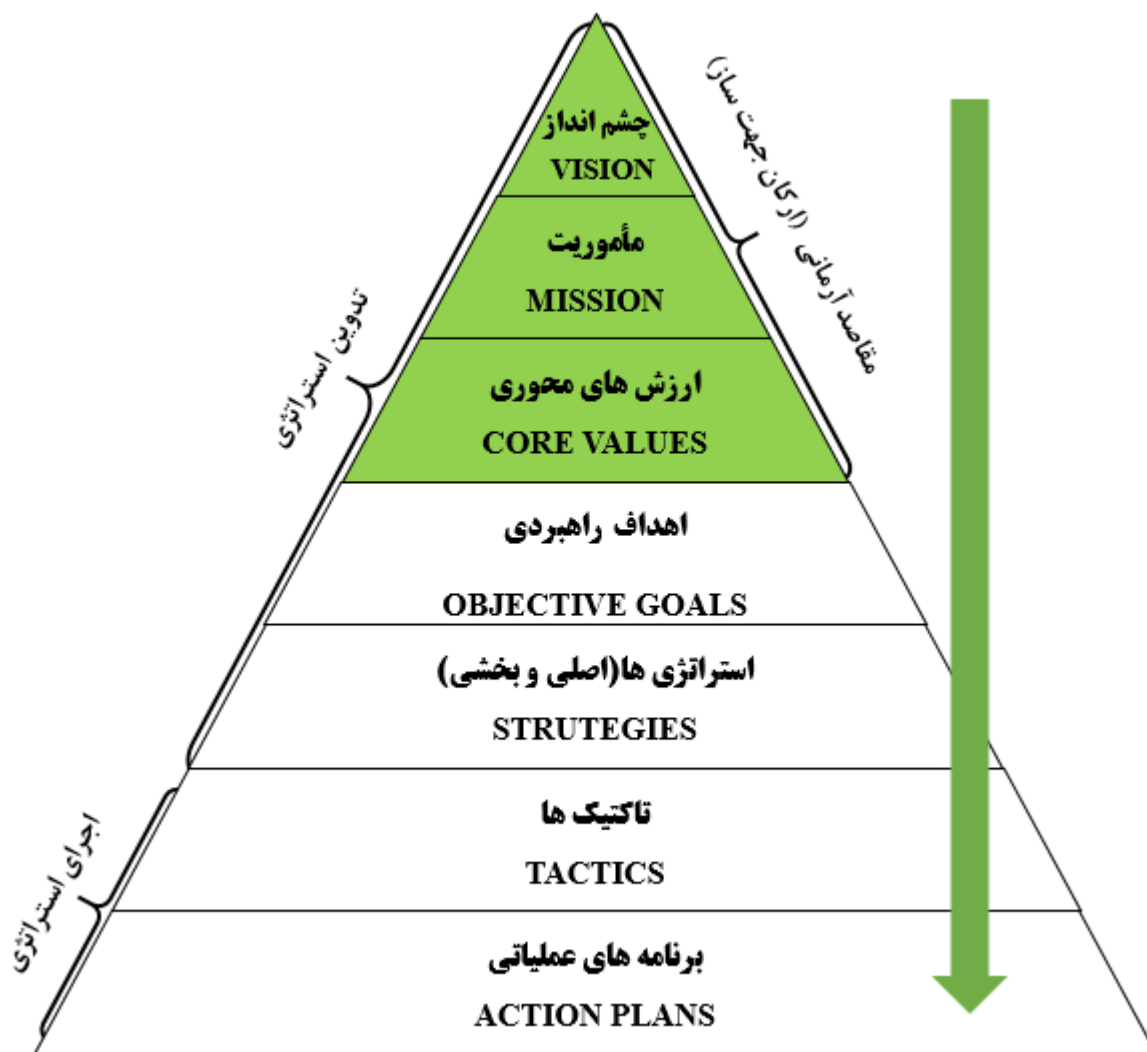 چشم انداز
VISION
مأموریت
MISSION
ارزش های محوری
CORE VALUES
اهداف راهبردی
OBJECTIVE GOALS
استراتژی ها(اصلی و بخشی)
STRUTEGIES
تاکتیک ها
TACTICS
برنامه های عملیاتی
ACTION PLANS
مقاصد آرمانی (ارکان جهت ساز)
تدوین استراتژی
اجرای استراتژی